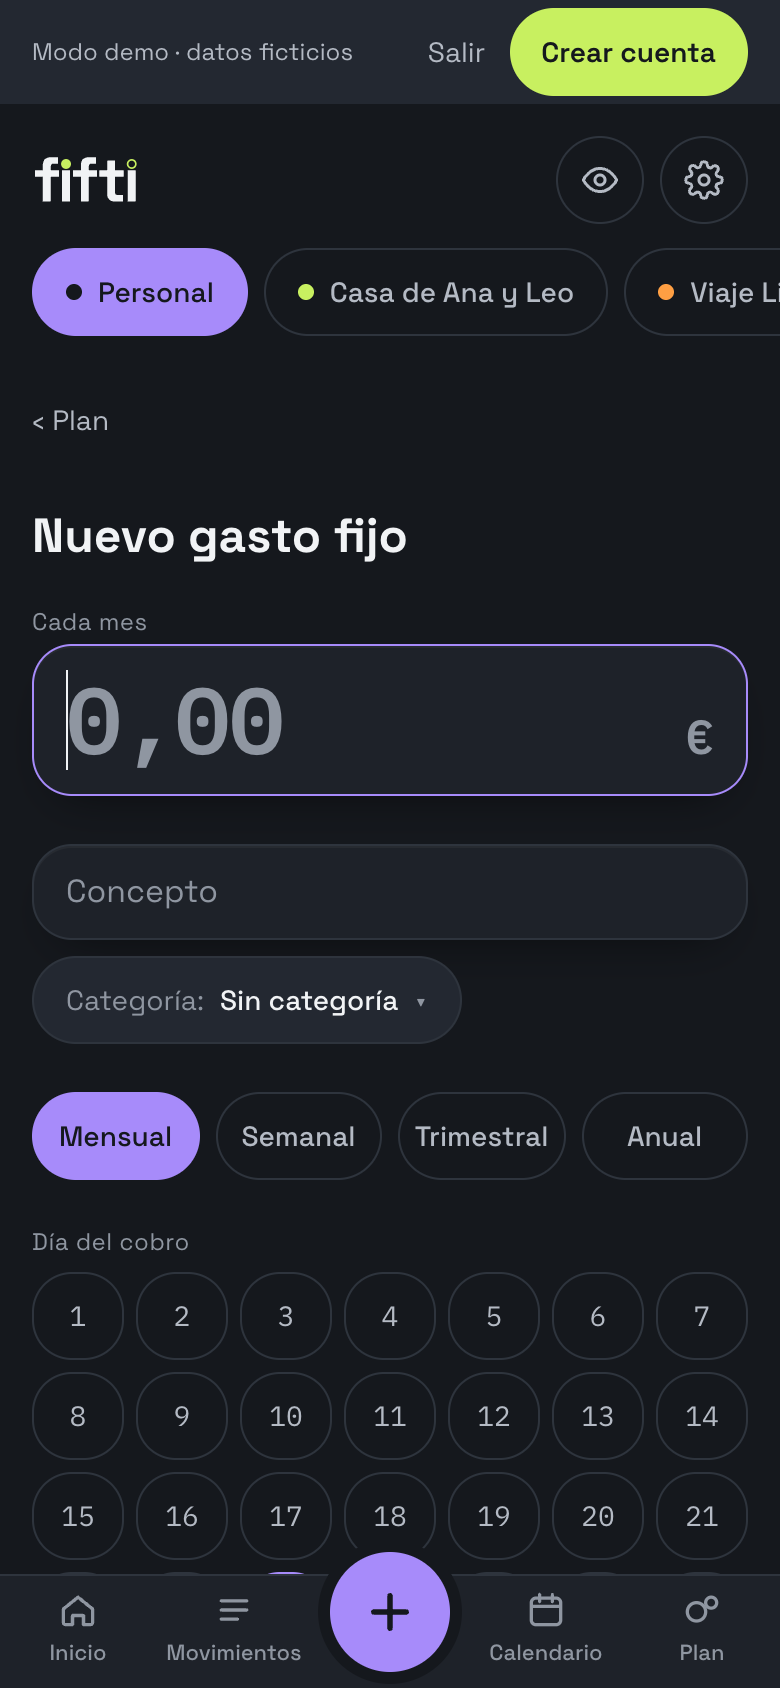 Modo demo · datos ficticios Salir Crear cuenta
fifti
Personal Casa de Ana y Leo Viaje Li
< Plan
Nuevo gasto fijo
Cada mes
0,00 €
Concepto
Categoría: Sin categoría ▾
Mensual Semanal Trimestral Anual
Día del cobro
1 2 3 4 5 6 7
8 9 10 11 12 13 14
15 16 17 18 19 20 21
Inicio Movimientos + Calendario Plan